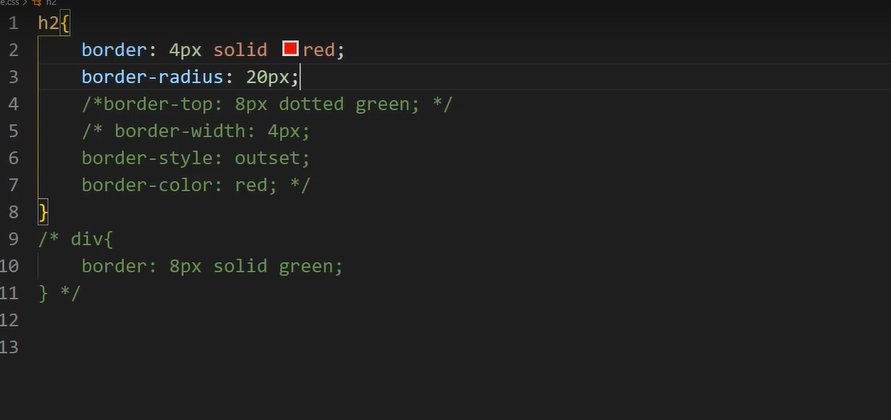 e.css > h2
1 h2{
2 border: 4px solid red;
3 border-radius: 20px;
4 /*border-top: 8px dotted green; */
5 /* border-width: 4px;
6 border-style: outset;
7 border-color: red; */
8 }
9 /* div{
10 border: 8px solid green;
11 } */
12
13